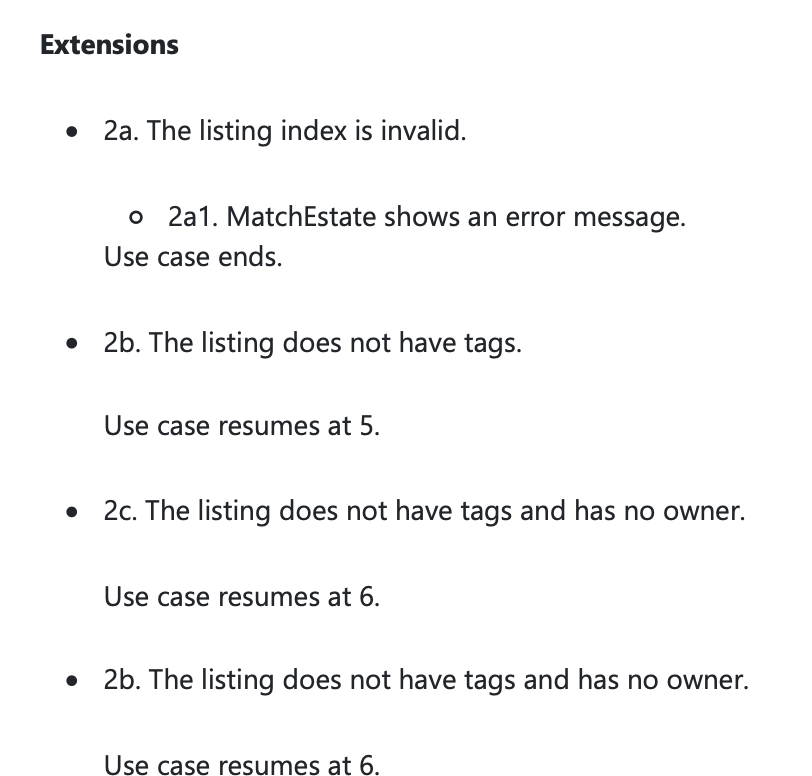 Extensions
• 2a. The listing index is invalid.
○ 2a1. MatchEstate shows an error message.
Use case ends.
• 2b. The listing does not have tags.
Use case resumes at 5.
• 2c. The listing does not have tags and has no owner.
Use case resumes at 6.
• 2b. The listing does not have tags and has no owner.
Use case resumes at 6.